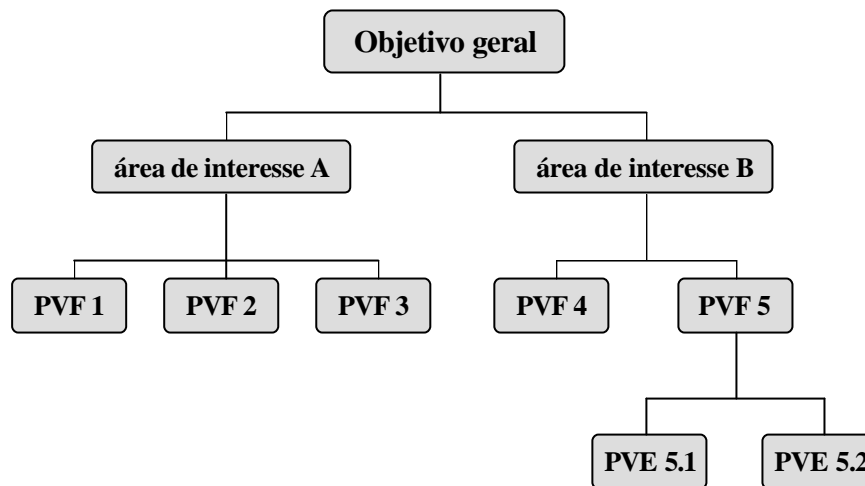 Objetivo geral
área de interesse A
área de interesse B
PVF 1
PVF 2
PVF 3
PVF 4
PVF 5
PVE 5.1
PVE 5.2